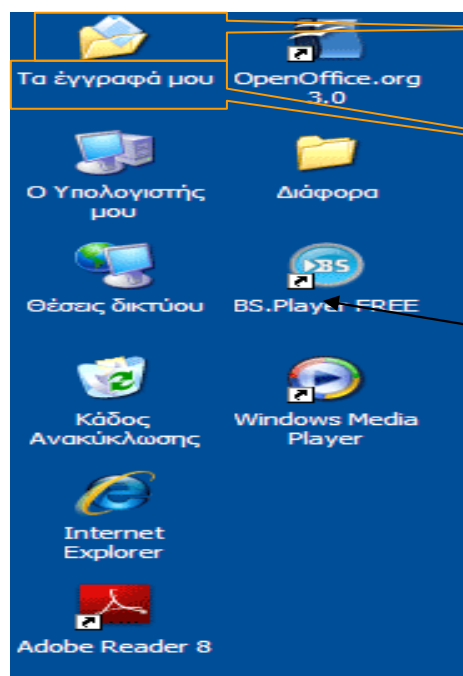 Τα έγγραφά μου
OpenOffice.org
3.0
Ο Υπολογιστής
μου
Διάφορα
Θέσεις δικτύου
BS
BS.Player FREE
Κάδος
Ανακύκλωσης
Windows Media
Player
Internet
Explorer
Adobe Reader 8